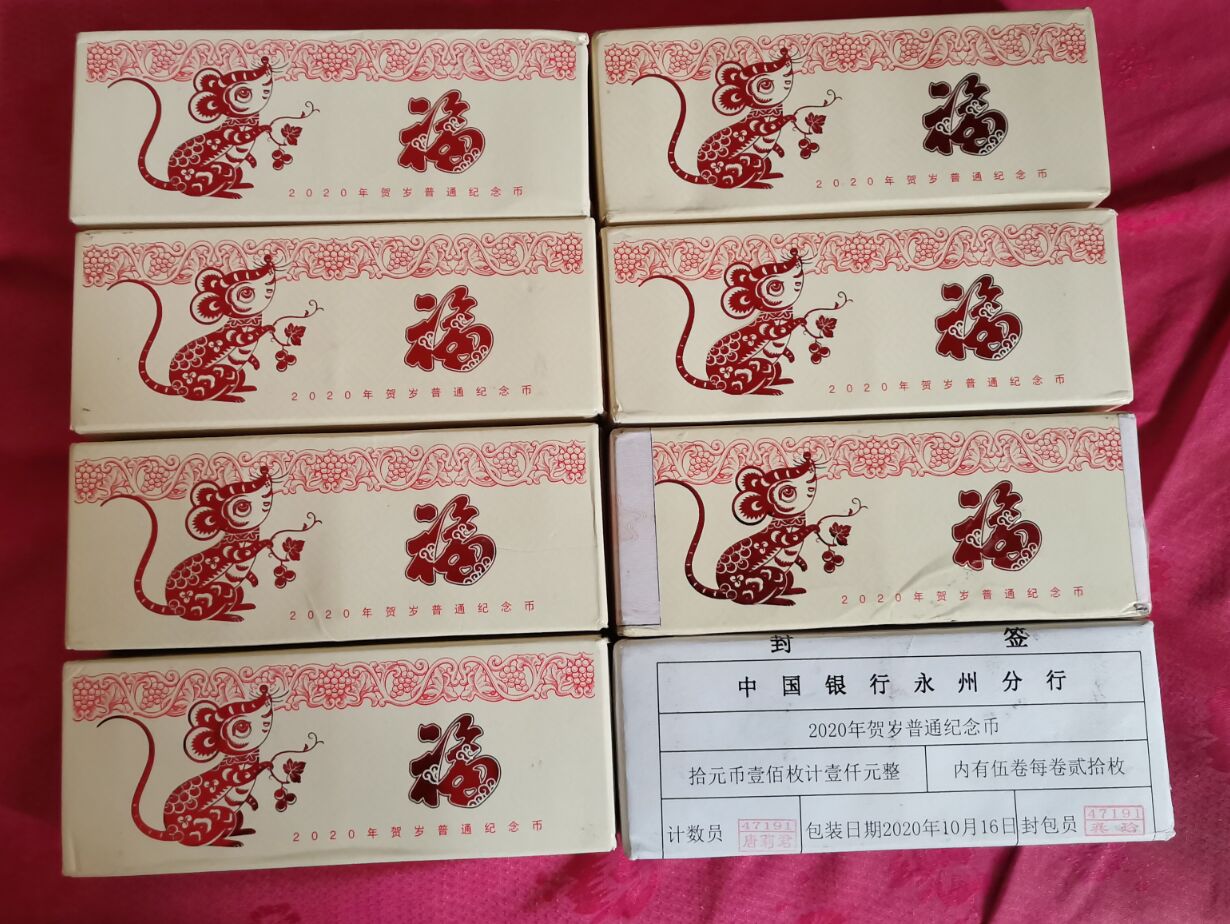 福
2020年贺岁普通纪念币
福
2020年贺岁普通纪念币
福
2020年贺岁普通纪念币
福
2020年贺岁普通纪念币
福
2020年贺岁普通纪念币
福
2020年贺岁普通纪念币
福
2020年贺岁普通纪念币
封 签
中国银行永州分行
2020年贺岁普通纪念币
拾元币壹佰枚计壹仟元整 内有伍卷每卷贰拾枚
计数员 47191 包装日期2020年10月16日 封包员 47191